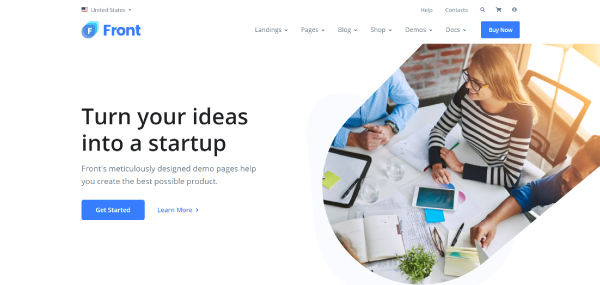 United States
Help Contacts
Front
Landings Pages Blog Shop Demos Docs Buy Now
Turn your ideas
into a startup
Front's meticulously designed demo pages help
you create the best possible product.
Get Started Learn More